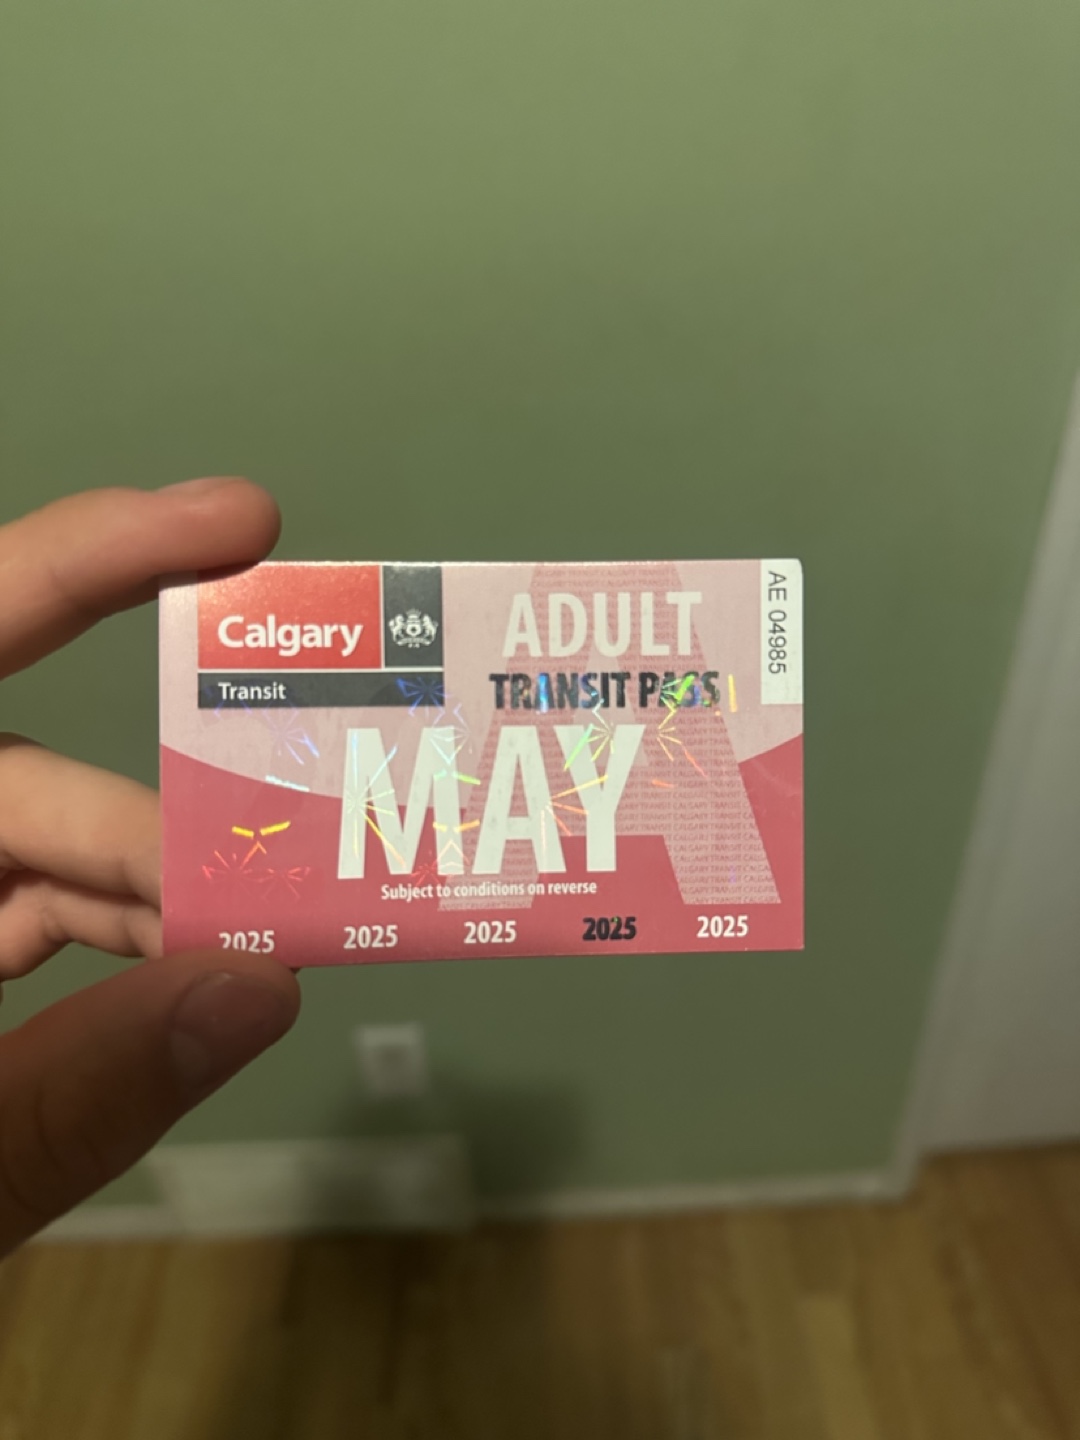 Calgary
Transit
ADULT
TRANSIT PASS
AE 04985
MAY
Subject to conditions on reverse
2025 2025 2025 2025 2025